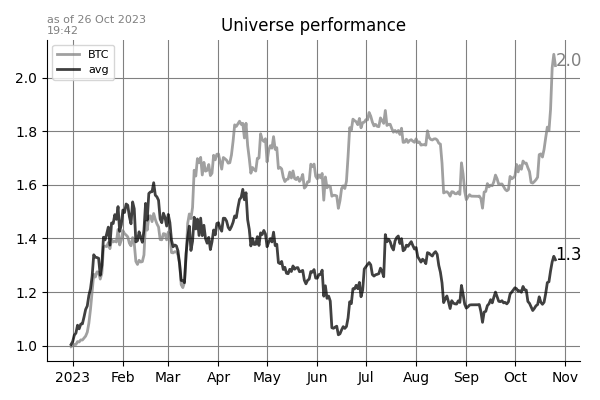 as of 26 Oct 2023
19:42
Universe performance
BTC
avg
2.0
1.8
1.6
1.4
1.2
1.0
2.0
1.3
2023 Feb Mar Apr May Jun Jul Aug Sep Oct Nov